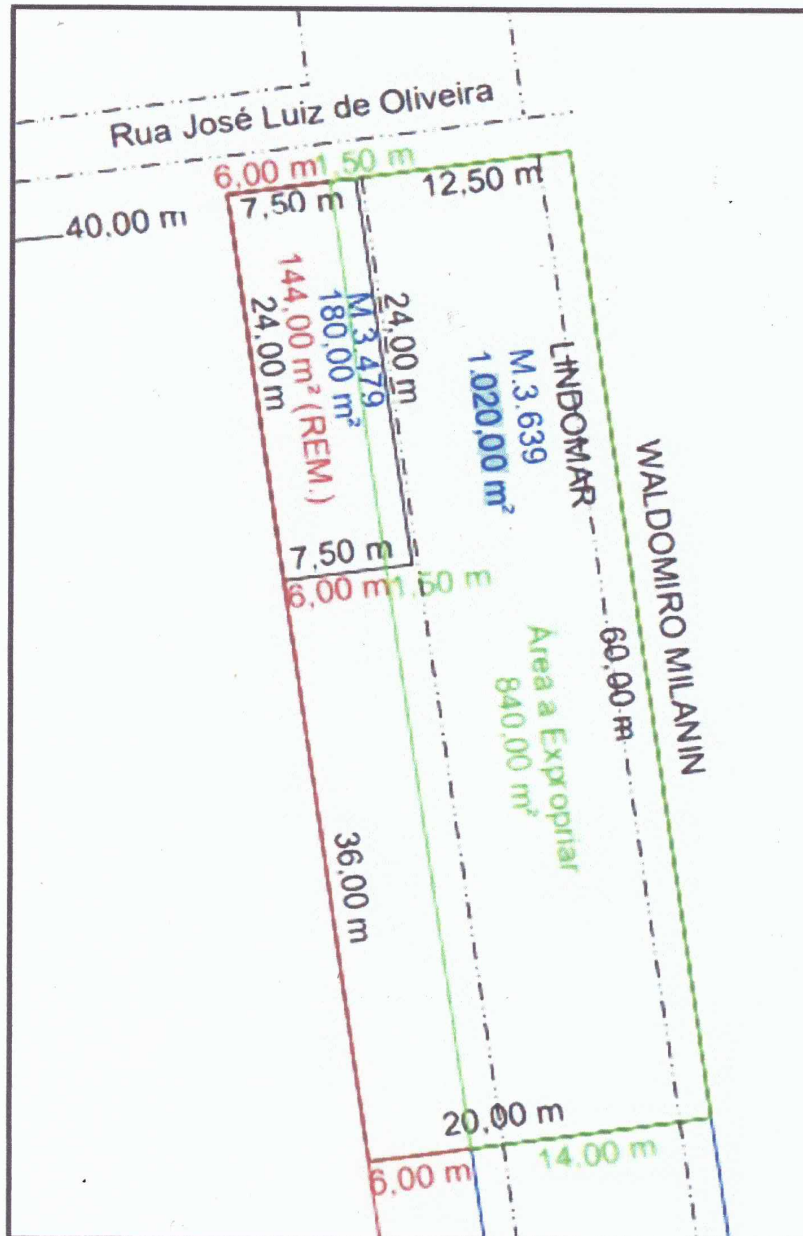 Rua José Luiz de Oliveira
6,00 m
1,50 m
7,50 m
12,50 m
40,00 m
24,00 m
144,00 m² (REM.)
180,00 m²
M.3.479
24,00 m
LINDOMAR
M.3.639
1.020,00 m²
WALDOMIRO MILANIN
7,50 m
6,00 m
1,50 m
60,00 m
Área a Expropriar
840,00 m²
36,00 m
20,00 m
6,00 m
14,00 m